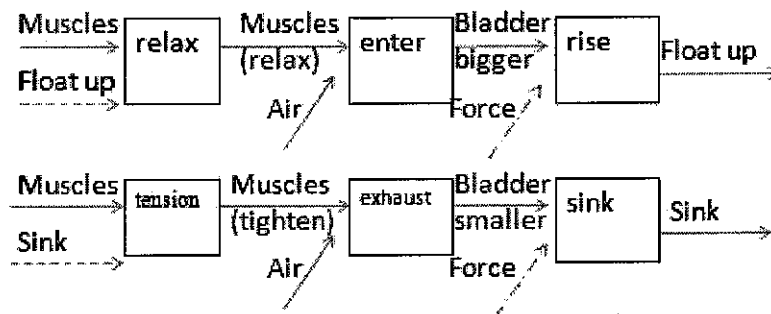 Muscles
relax
Muscles
(relax)
enter
Bladder
bigger
rise
Float up
Float up
Air
Force
Muscles
tension
Muscles
(tighten)
exhaust
Bladder
smaller
sink
Sink
Sink
Air
Force